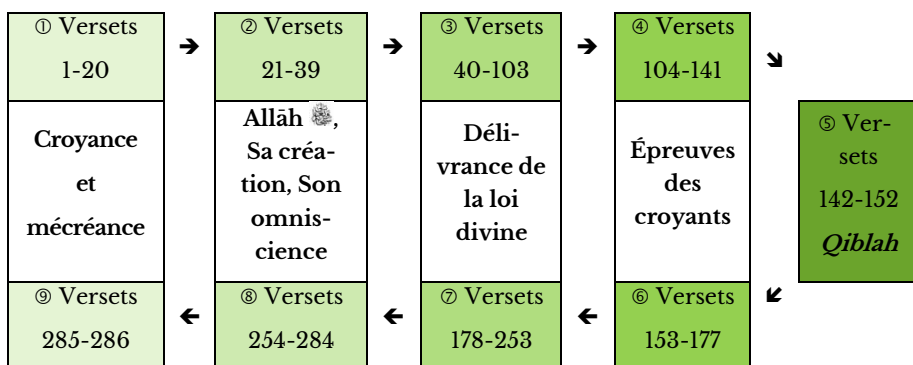 ① Versets
1-20
➔
② Versets
21-39
➔
③ Versets
40-103
➔
④ Versets
104-141
Croyance
et
mécréance
Allāh ﷻ,
Sa créa-
tion, Son
omnis-
cience
Déli-
vrance de
la loi
divine
Épreuves
des
croyants
⑤ Ver-
sets
142-152
Qiblah
⑨ Versets
285-286
⑧ Versets
254-284
⑦ Versets
178-253
⑥ Versets
153-177